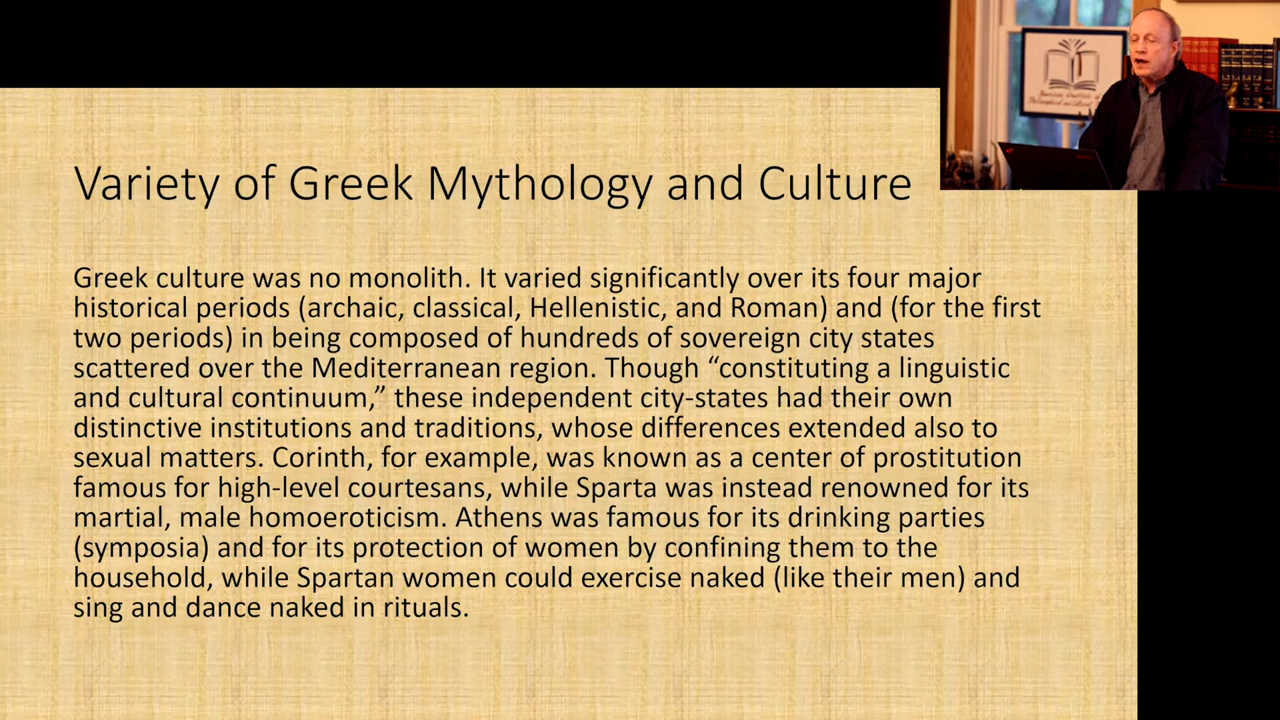 Variety of Greek Mythology and Culture
Greek culture was no monolith. It varied significantly over its four major
historical periods (archaic, classical, Hellenistic, and Roman) and (for the first
two periods) in being composed of hundreds of sovereign city states
scattered over the Mediterranean region. Though “constituting a linguistic
and cultural continuum,” these independent city-states had their own
distinctive institutions and traditions, whose differences extended also to
sexual matters. Corinth, for example, was known as a center of prostitution
famous for high-level courtesans, while Sparta was instead renowned for its
martial, male homoeroticism. Athens was famous for its drinking parties
(symposia) and for its protection of women by confining them to the
household, while Spartan women could exercise naked (like their men) and
sing and dance naked in rituals.